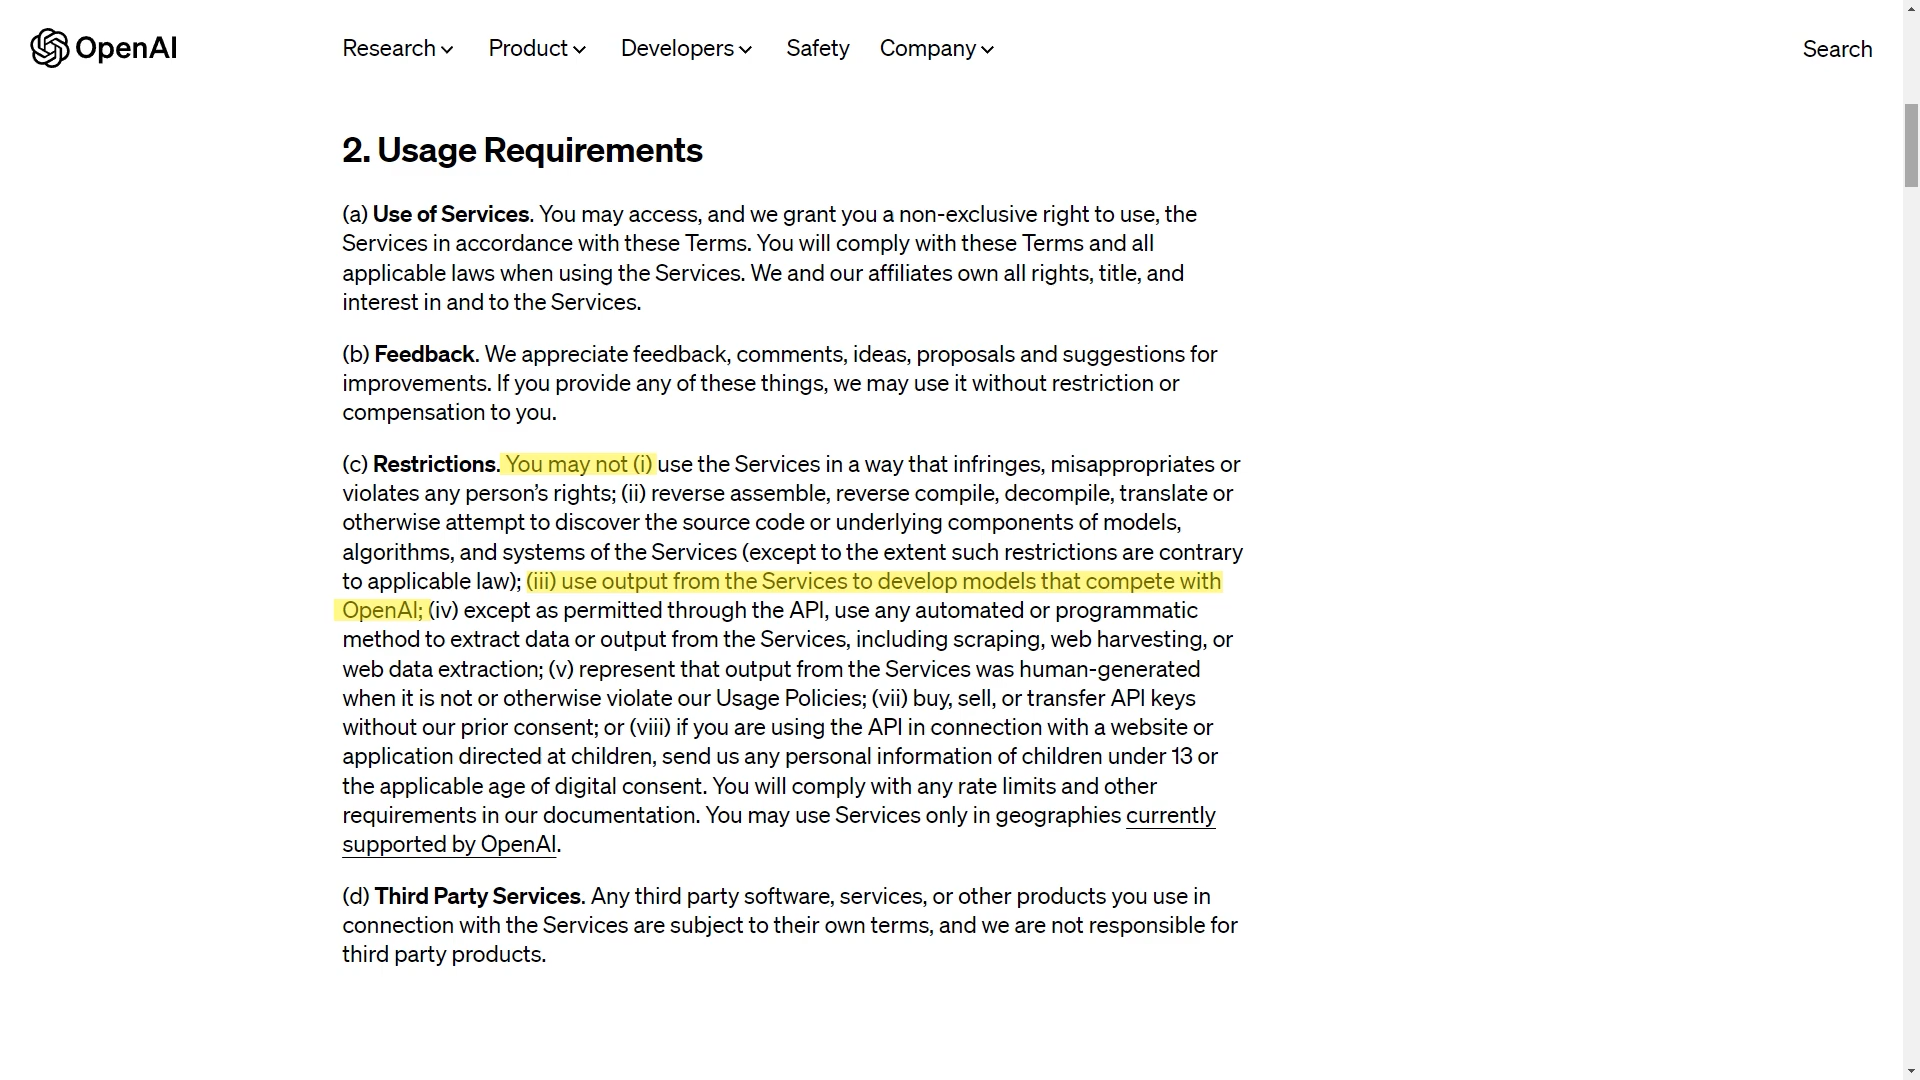 OpenAI
Research
Product
Developers
Safety
Company
Search
2. Usage Requirements
(a) Use of Services. You may access, and we grant you a non-exclusive right to use, the
Services in accordance with these Terms. You will comply with these Terms and all
applicable laws when using the Services. We and our affiliates own all rights, title, and
interest in and to the Services.
(b) Feedback. We appreciate feedback, comments, ideas, proposals and suggestions for
improvements. If you provide any of these things, we may use it without restriction or
compensation to you.
(c) Restrictions. You may not (i) use the Services in a way that infringes, misappropriates or
violates any person’s rights; (ii) reverse assemble, reverse compile, decompile, translate or
otherwise attempt to discover the source code or underlying components of models,
algorithms, and systems of the Services (except to the extent such restrictions are contrary
to applicable law); (iii) use output from the Services to develop models that compete with
OpenAI; (iv) except as permitted through the API, use any automated or programmatic
method to extract data or output from the Services, including scraping, web harvesting, or
web data extraction; (v) represent that output from the Services was human-generated
when it is not or otherwise violate our Usage Policies; (vii) buy, sell, or transfer API keys
without our prior consent; or (viii) if you are using the API in connection with a website or
application directed at children, send us any personal information of children under 13 or
the applicable age of digital consent. You will comply with any rate limits and other
requirements in our documentation. You may use Services only in geographies currently
supported by OpenAI.
(d) Third Party Services. Any third party software, services, or other products you use in
connection with the Services are subject to their own terms, and we are not responsible for
third party products.